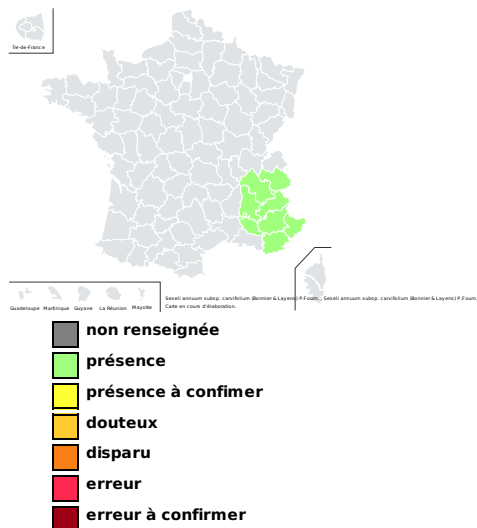 Île-de-France
Guadeloupe Martinique Guyane La Réunion Mayotte
Seseli annuum subsp. carvifolium (Bonnier & Layens) P.Fourn. , Seseli annuum subsp. carvifolium (Bonnier & Layens) P.Fourn.
Carte en cours d'élaboration.
non renseignée
présence
présence à confimer
douteux
disparu
erreur
erreur à confirmer